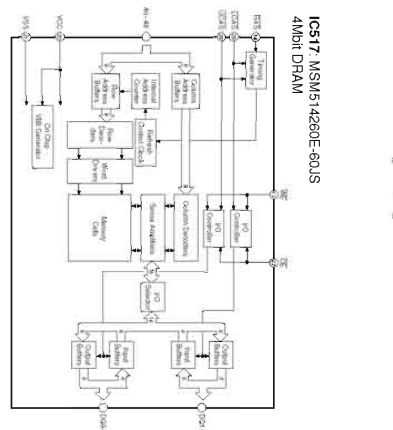 IC517: MSM514260E-60JS
4Mbit DRAM
RAS
LCAS
UCAS
A0~A8
VCC
VSS
Timing
Generator
Column
Address
Buffers
Internal
Address
Counter
Row
Address
Buffers
Refresh
Control Clock
Row
Deco-
ders
Word
Drivers
On Chip
VBB Generator
WE
OE
I/O
Controller
I/O
Controller
Column Decoders
Sense Amplifiers
Memory
Cells
I/O
Selector
Output
Buffers
Input
Buffers
Input
Buffers
Output
Buffers